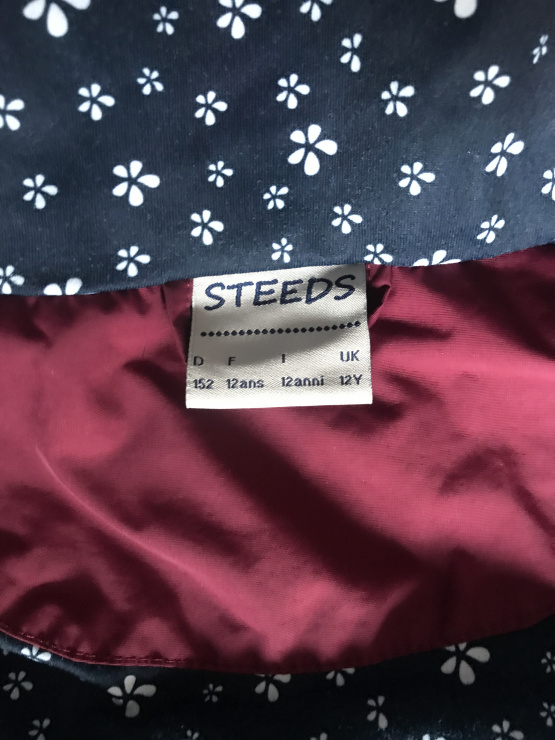 STEEDS
D F I UK
152 12ans 12anni 12Y